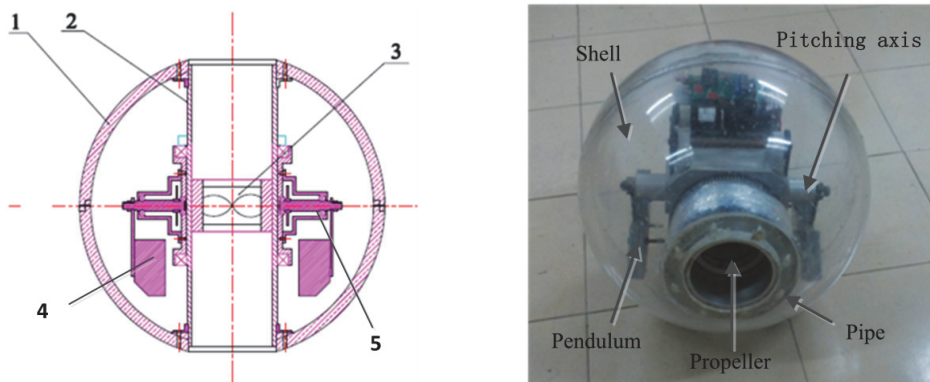 1
2
3
4
5
Shell
Pitching axis
Pendulum
Propeller
Pipe